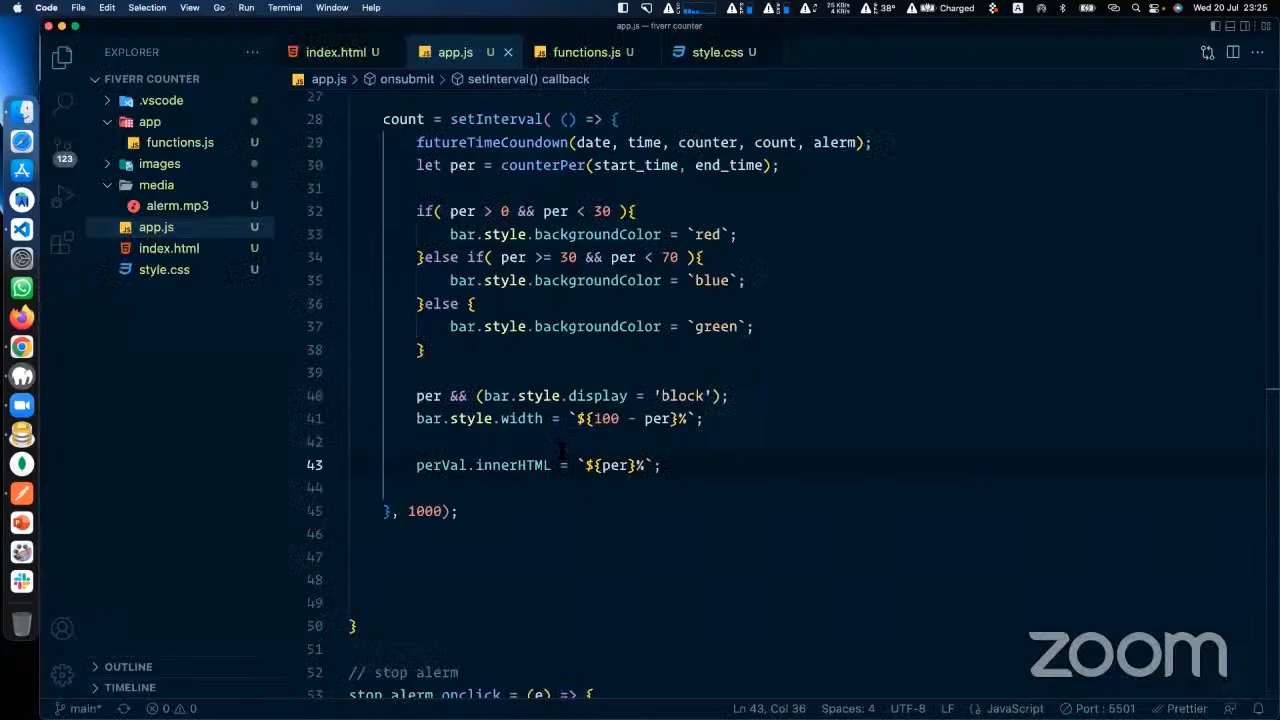 Code File Edit Selection View Go Run Terminal Window Help
25 KB/s
38° Charged A Wed 20 Jul 23:25
app.js — fiverr counter
EXPLORER ...
index.html U app.js U functions.js U style.css U
FIVERR COUNTER
app.js > onsubmit > setInterval() callback
.vscode
app
functions.js U
images
media
alerm.mp3 U
app.js U
index.html U
style.css U
123
27
28 count = setInterval( () => {
29 futureTimeCoundown(date, time, counter, count, alerm);
30 let per = counterPer(start_time, end_time);
31
32 if( per > 0 && per < 30 ){
33 bar.style.backgroundColor = `red`;
34 }else if( per >= 30 && per < 70 ){
35 bar.style.backgroundColor = `blue`;
36 }else {
37 bar.style.backgroundColor = `green`;
38 }
39
40 per && (bar.style.display = 'block');
41 bar.style.width = `${100 - per}%`;
42
43 perVal.innerHTML = `${per}%`;
44
45 }, 1000);
46
47
48
49
50 }
51
52 // stop alerm
53 stop_alerm.onclick = (e) => {
OUTLINE
TIMELINE
zoom
main* 0 0 Ln 43, Col 36 Spaces: 4 UTF-8 LF JavaScript Port : 5501 Prettier